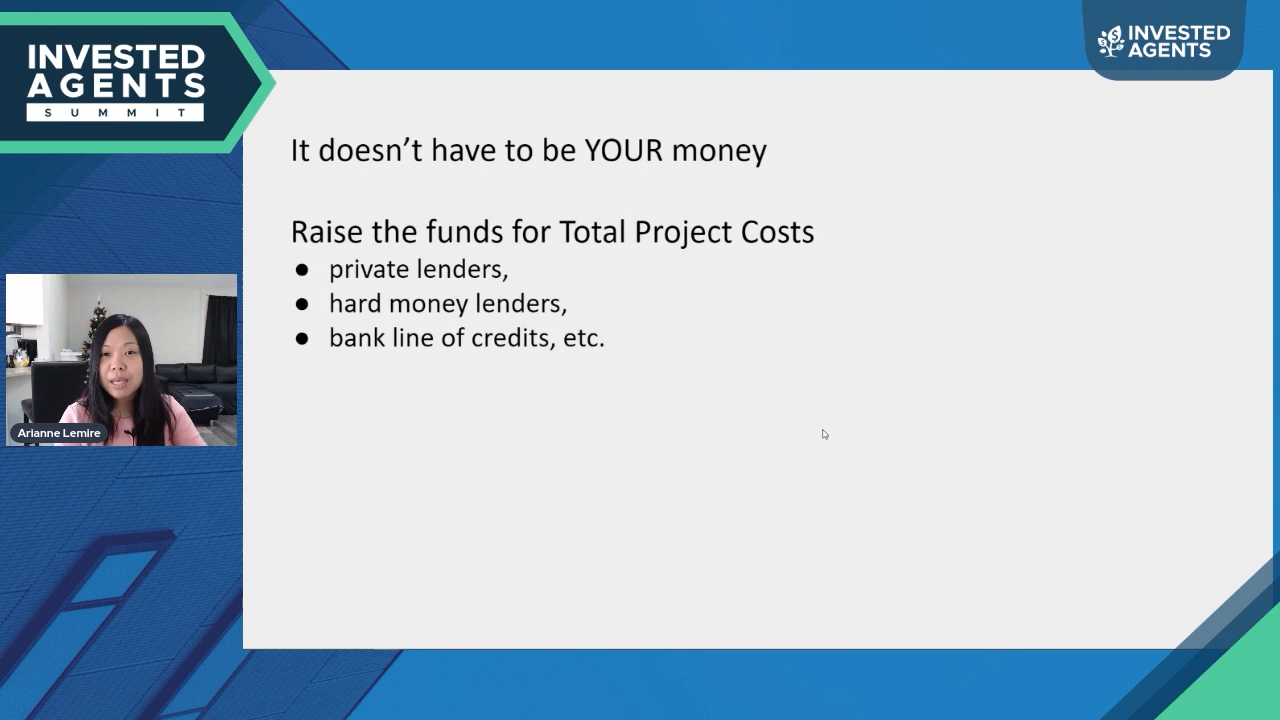 INVESTED
AGENTS
SUMMIT
INVESTED
AGENTS
It doesn’t have to be YOUR money
Raise the funds for Total Project Costs
● private lenders,
● hard money lenders,
● bank line of credits, etc.
Arianne Lemire